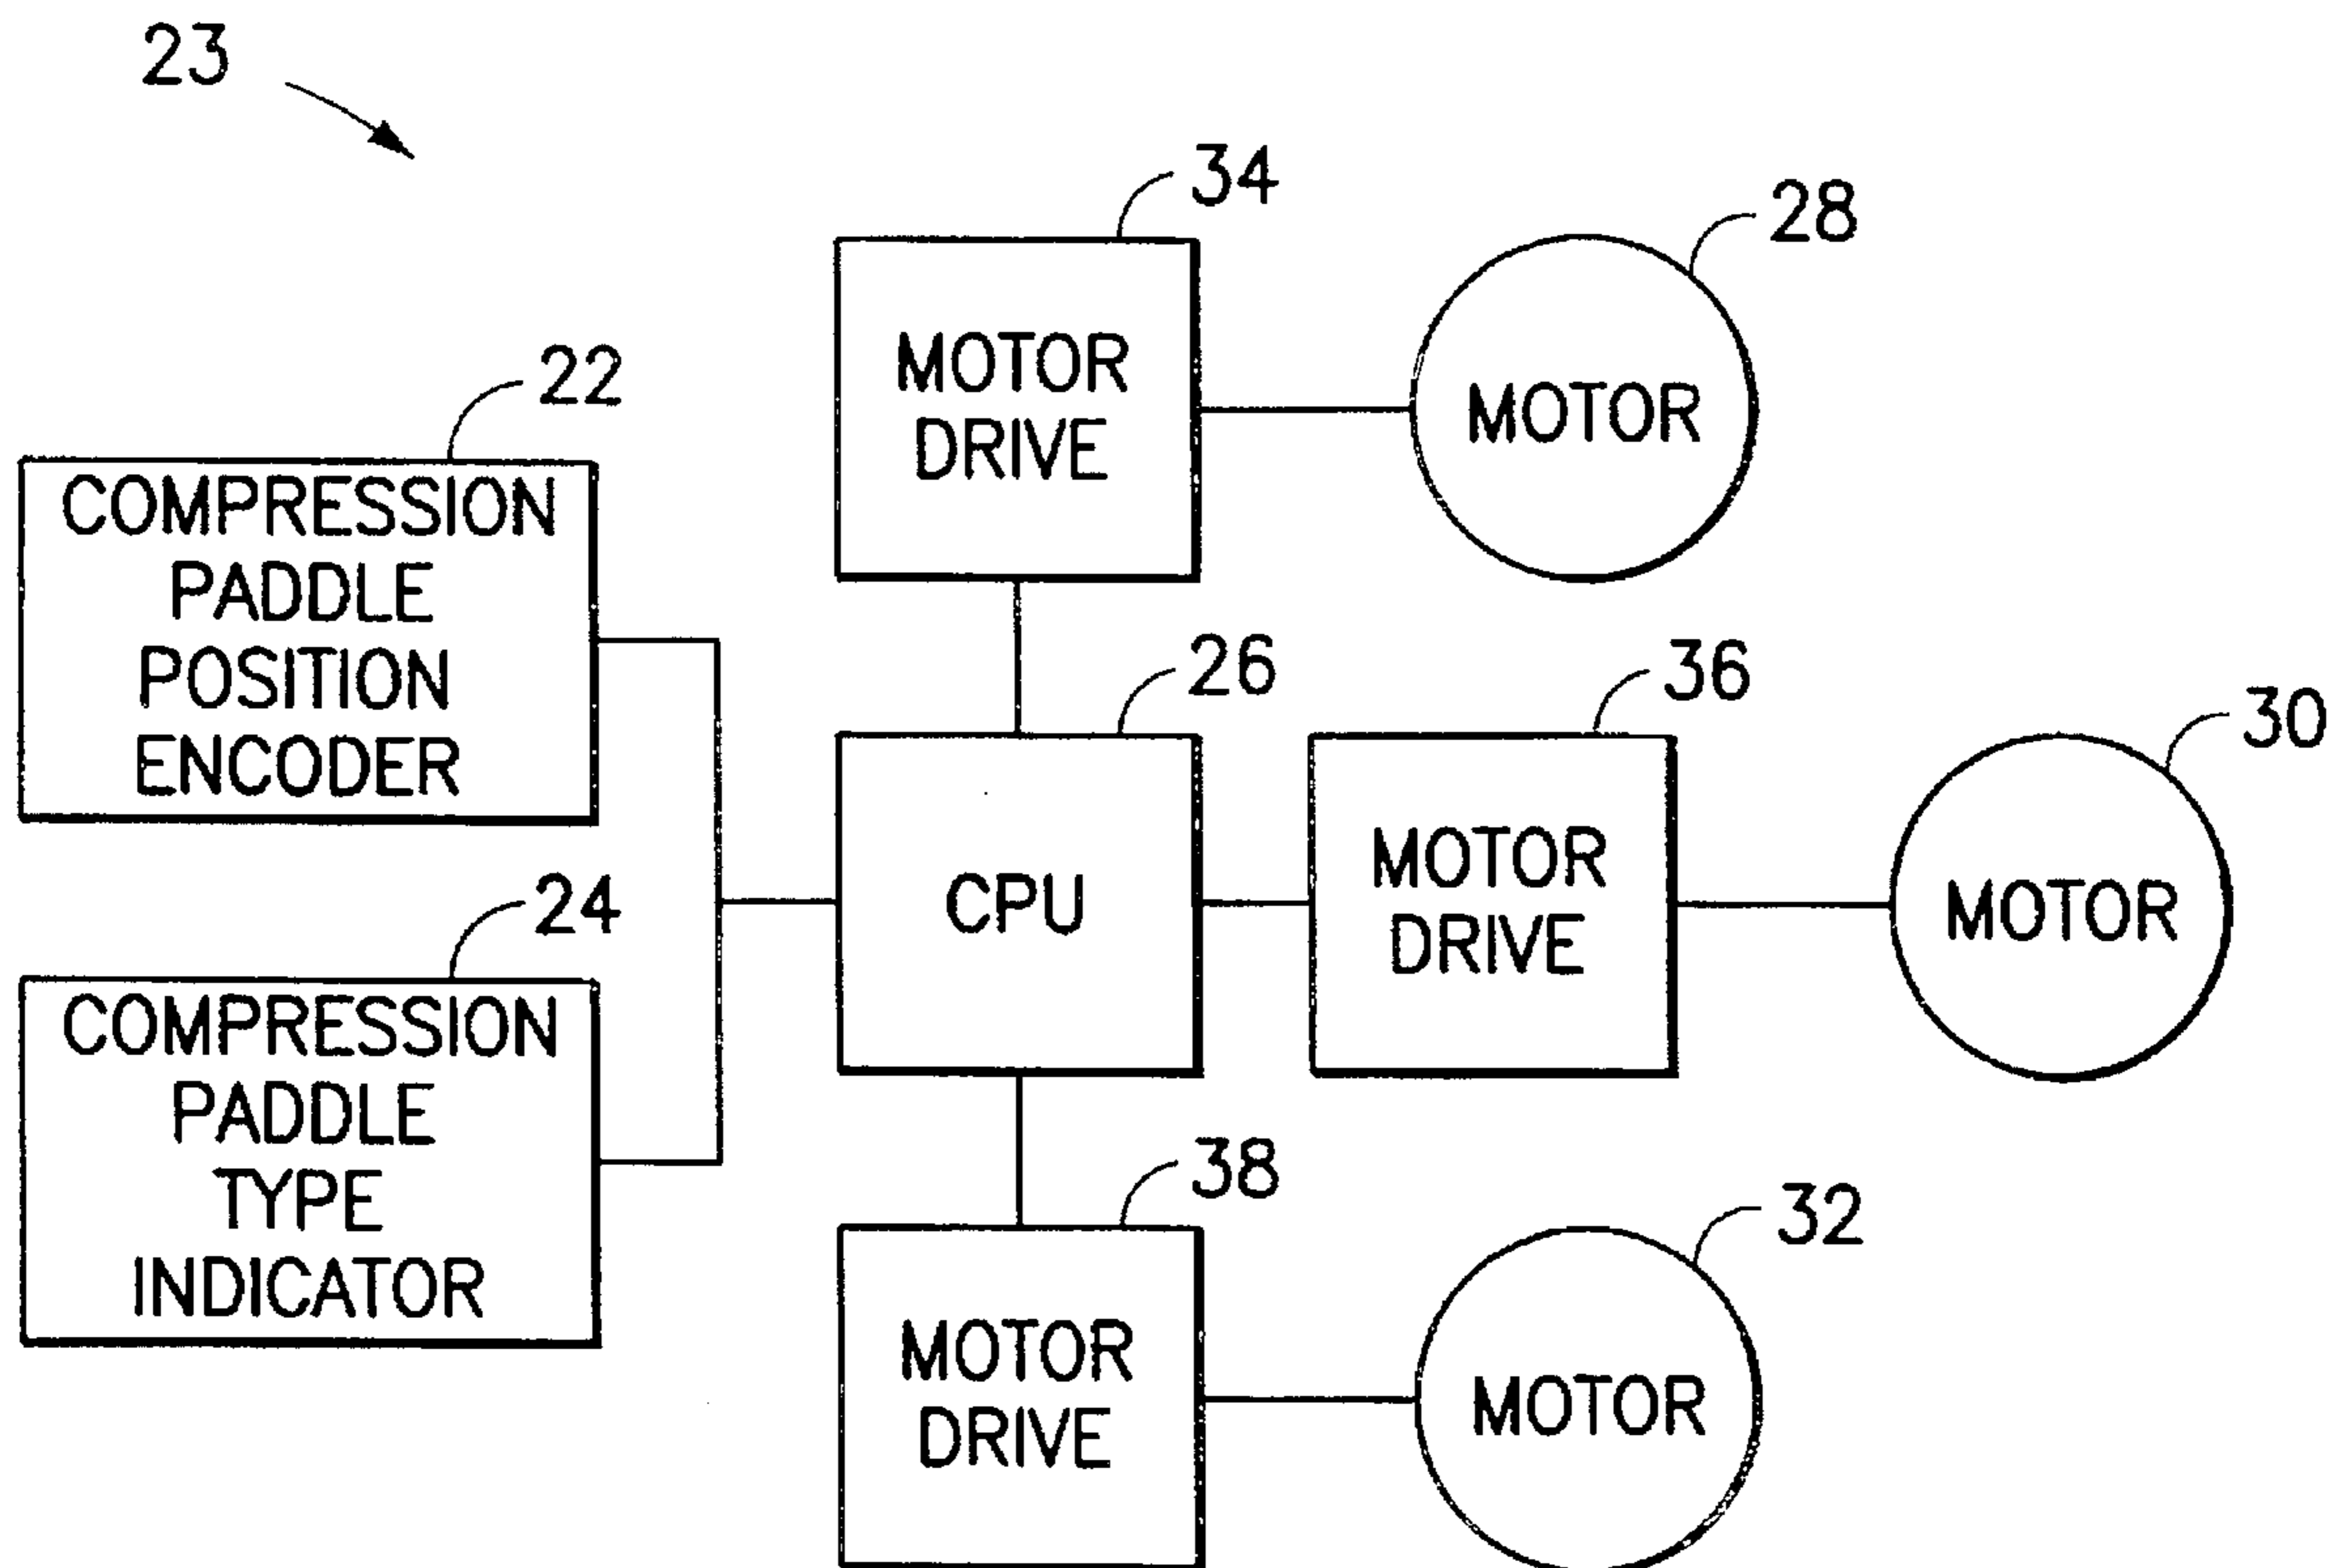 23
34
28
MOTOR
DRIVE
MOTOR
22
COMPRESSION
PADDLE
POSITION
ENCODER
26
36
30
CPU
MOTOR
DRIVE
MOTOR
24
COMPRESSION
PADDLE
TYPE
INDICATOR
38
32
MOTOR
DRIVE
MOTOR